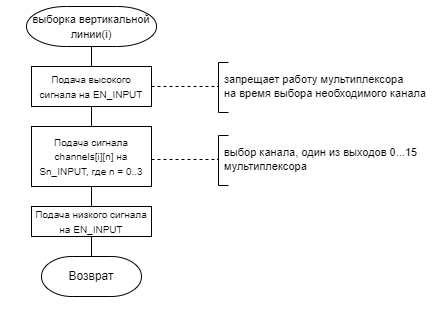 выборка вертикальной
линии(i)
Подача высокого
сигнала на EN_INPUT
запрещает работу мультиплексора
на время выбора необходимого канала
Подача сигнала
channels[i][n] на
Sn_INPUT, где n = 0..3
выбор канала, один из выходов 0...15
мультиплексора
Подача низкого сигнала
на EN_INPUT
Возврат